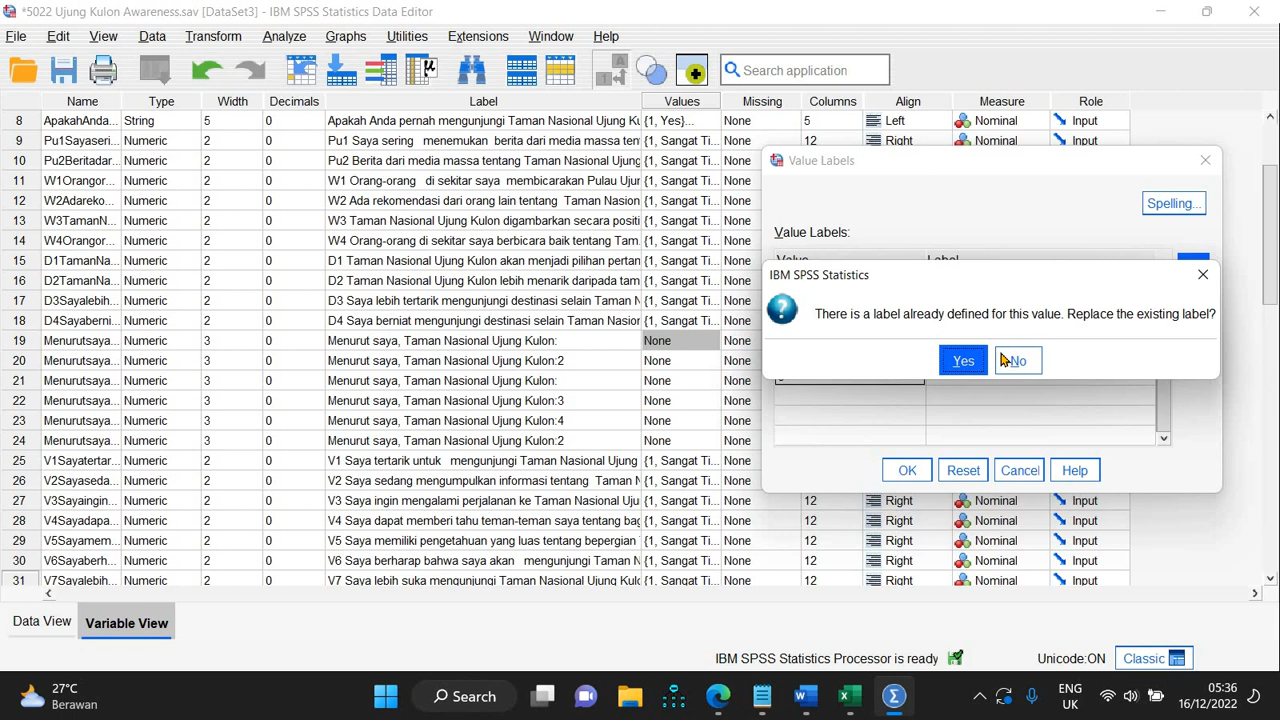 *5022 Ujung Kulon Awareness.sav [DataSet3] - IBM SPSS Statistics Data Editor
File Edit View Data Transform Analyze Graphs Utilities Extensions Window Help
Search application
Name Type Width Decimals Label Values Missing Columns Align Measure Role
8 ApakahAnda... String 5 0 Apakah Anda pernah mengunjungi Taman Nasional Ujung Ku {1, Yes}... None 5 Left Nominal Input
9 Pu1Sayaseri... Numeric 2 0 Pu1 Saya sering menemukan berita dari media massa ten {1, Sangat Ti... None 12 Right Nominal Input
10 Pu2Beritadar... Numeric 2 0 Pu2 Berita dari media massa tentang Taman Nasional Ujung {1, Sangat Ti... None
11 W1Orangor... Numeric 2 0 W1 Orang-orang di sekitar saya membicarakan Pulau Ujur {1, Sangat Ti... None
12 W2Adareko... Numeric 2 0 W2 Ada rekomendasi dari orang lain tentang Taman Nasion {1, Sangat Ti... None
13 W3TamanN... Numeric 2 0 W3 Taman Nasional Ujung Kulon digambarkan secara positi {1, Sangat Ti... None
14 W4Orangor... Numeric 2 0 W4 Orang-orang di sekitar saya berbicara baik tentang Tam. {1, Sangat Ti... None
15 D1TamanN... Numeric 2 0 D1 Taman Nasional Ujung Kulon akan menjadi pilihan pertan {1, Sangat Ti... None
16 D2TamanNa... Numeric 2 0 D2 Taman Nasional Ujung Kulon lebih menarik daripada tam {1, Sangat Ti... None
17 D3Sayalebih... Numeric 2 0 D3 Saya lebih tertarik mengunjungi destinasi selain Taman N {1, Sangat Ti... None
18 D4Sayaberni... Numeric 2 0 D4 Saya berniat mengunjungi destinasi selain Taman Nasion {1, Sangat Ti... None
19 Menurutsaya... Numeric 3 0 Menurut saya, Taman Nasional Ujung Kulon: None None
20 Menurutsaya... Numeric 3 0 Menurut saya, Taman Nasional Ujung Kulon:2 None None
21 Menurutsaya... Numeric 3 0 Menurut saya, Taman Nasional Ujung Kulon: None None
22 Menurutsaya... Numeric 3 0 Menurut saya, Taman Nasional Ujung Kulon:3 None None
23 Menurutsaya... Numeric 3 0 Menurut saya, Taman Nasional Ujung Kulon:4 None None
24 Menurutsaya... Numeric 3 0 Menurut saya, Taman Nasional Ujung Kulon:2 None None
25 V1Sayatertar... Numeric 2 0 V1 Saya tertarik untuk mengunjungi Taman Nasional Ujung {1, Sangat Ti... None
26 V2Sayaseda... Numeric 2 0 V2 Saya sedang mengumpulkan informasi tentang Taman {1, Sangat Ti... None
27 V3Sayaingin... Numeric 2 0 V3 Saya ingin mengalami perjalanan ke Taman Nasional Uj {1, Sangat Ti... None 12 Right Nominal Input
28 V4Sayadapa... Numeric 2 0 V4 Saya dapat memberi tahu teman-teman saya tentang bag {1, Sangat Ti... None 12 Right Nominal Input
29 V5Sayamem... Numeric 2 0 V5 Saya memiliki pengetahuan yang luas tentang bepergian {1, Sangat Ti... None 12 Right Nominal Input
30 V6Sayaberh... Numeric 2 0 V6 Saya berharap bahwa saya akan mengunjungi Taman {1, Sangat Ti... None 12 Right Nominal Input
31 V7Sayalebih... Numeric 2 0 V7 Saya lebih suka mengunjungi Taman Nasional Ujung Kulo {1, Sangat Ti... None 12 Right Nominal Input
Value Labels
Spelling...
Value Labels:
IBM SPSS Statistics
There is a label already defined for this value. Replace the existing label?
Yes No
OK Reset Cancel Help
Data View Variable View
IBM SPSS Statistics Processor is ready Unicode:ON Classic
27°C
Berawan
Search
ENG
UK
05:36
16/12/2022